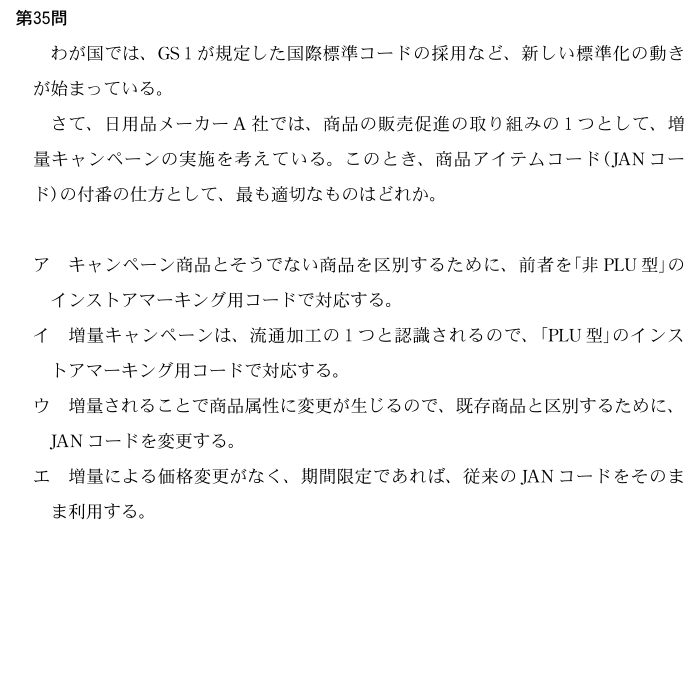 第35問
わが国では、GS1が規定した国際標準コードの採用など、新しい標準化の動き
が始まっている。
さて、日用品メーカーA社では、商品の販売促進の取り組みの1つとして、増
量キャンペーンの実施を考えている。このとき、商品アイテムコード(JANコー
ド)の付番の仕方として、最も適切なものはどれか。
ア キャンペーン商品とそうでない商品を区別するために、前者を「非PLU型」の
インストアマーキング用コードで対応する。
イ 増量キャンペーンは、流通加工の1つと認識されるので、「PLU型」のインス
トアマーキング用コードで対応する。
ウ 増量されることで商品属性に変更が生じるので、既存商品と区別するために、
JANコードを変更する。
エ 増量による価格変更がなく、期間限定であれば、従来のJANコードをそのま
ま利用する。